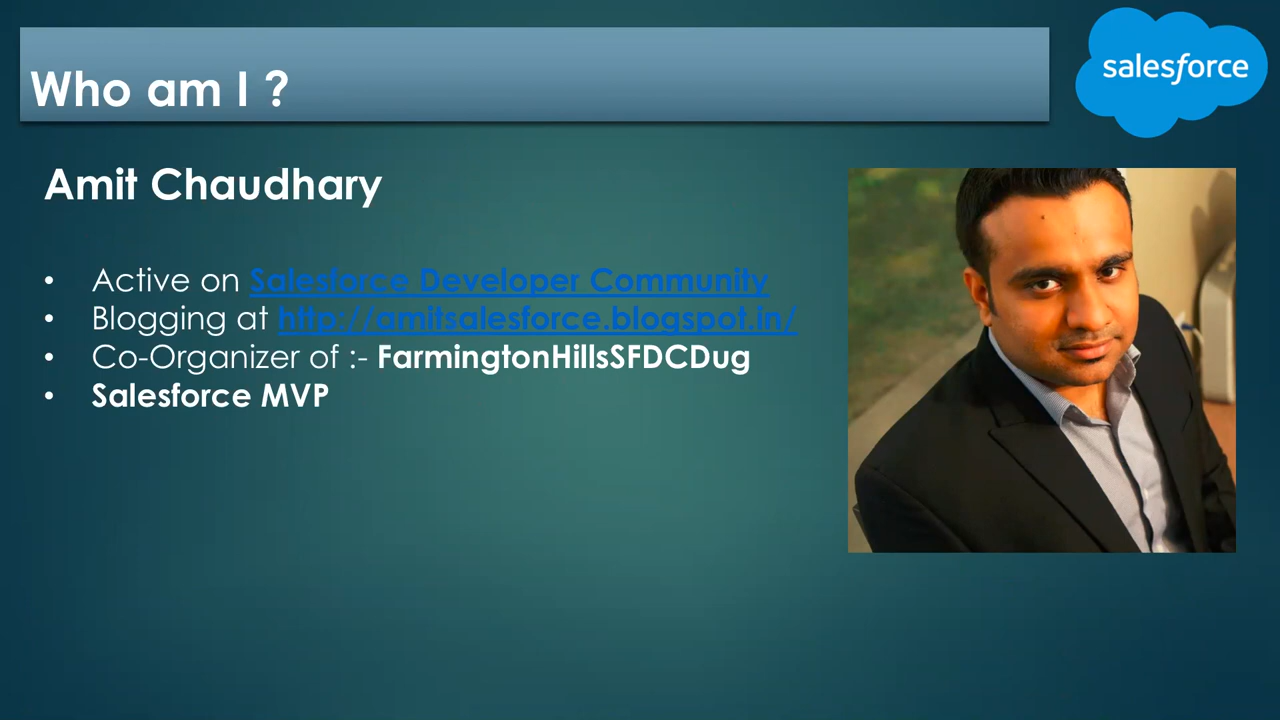 Who am I ?
salesforce
Amit Chaudhary
• Active on Salesforce Developer Community
• Blogging at http://amitsalesforce.blogspot.in/
• Co-Organizer of :- FarmingtonHillsSFDCDug
• Salesforce MVP